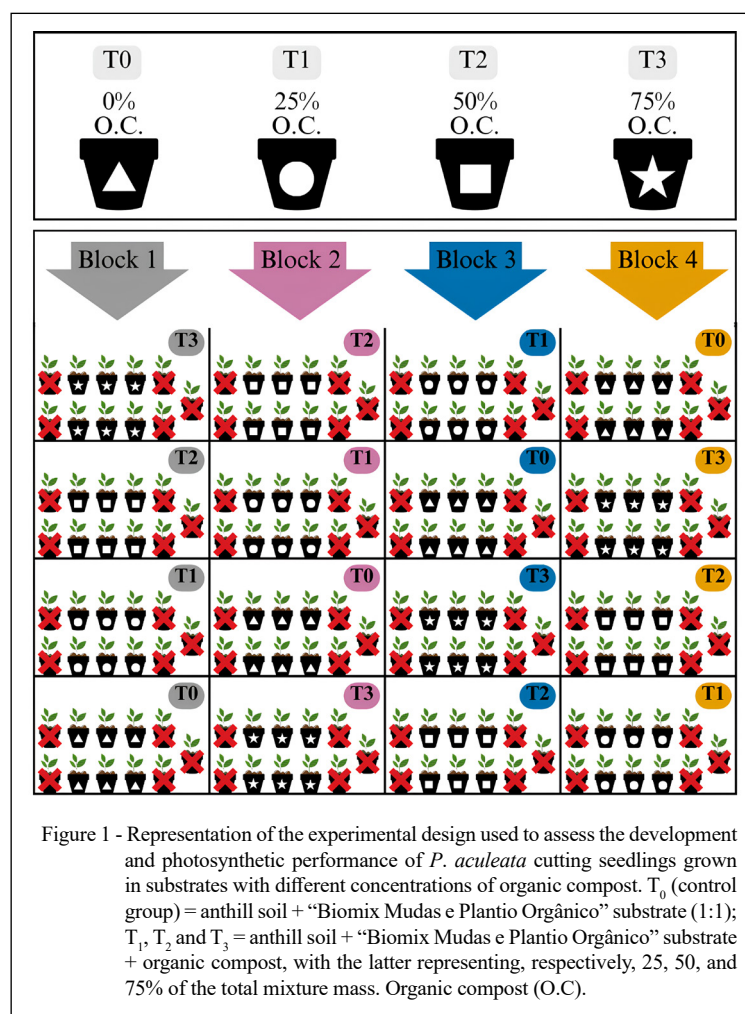 T0 T1 T2 T3
0% 25% 50% 75%
O.C. O.C. O.C. O.C.
Block 1 Block 2 Block 3 Block 4
T3 T2 T1 T0
T2 T1 T0 T3
T1 T0 T3 T2
T0 T3 T2 T1
Figure 1 - Representation of the experimental design used to assess the development
and photosynthetic performance of P. aculeata cutting seedlings grown
in substrates with different concentrations of organic compost. T₀ (control
group) = anthill soil + “Biomix Mudas e Plantio Orgânico” substrate (1:1);
T₁, T₂ and T₃ = anthill soil + “Biomix Mudas e Plantio Orgânico” substrate
+ organic compost, with the latter representing, respectively, 25, 50, and
75% of the total mixture mass. Organic compost (O.C).